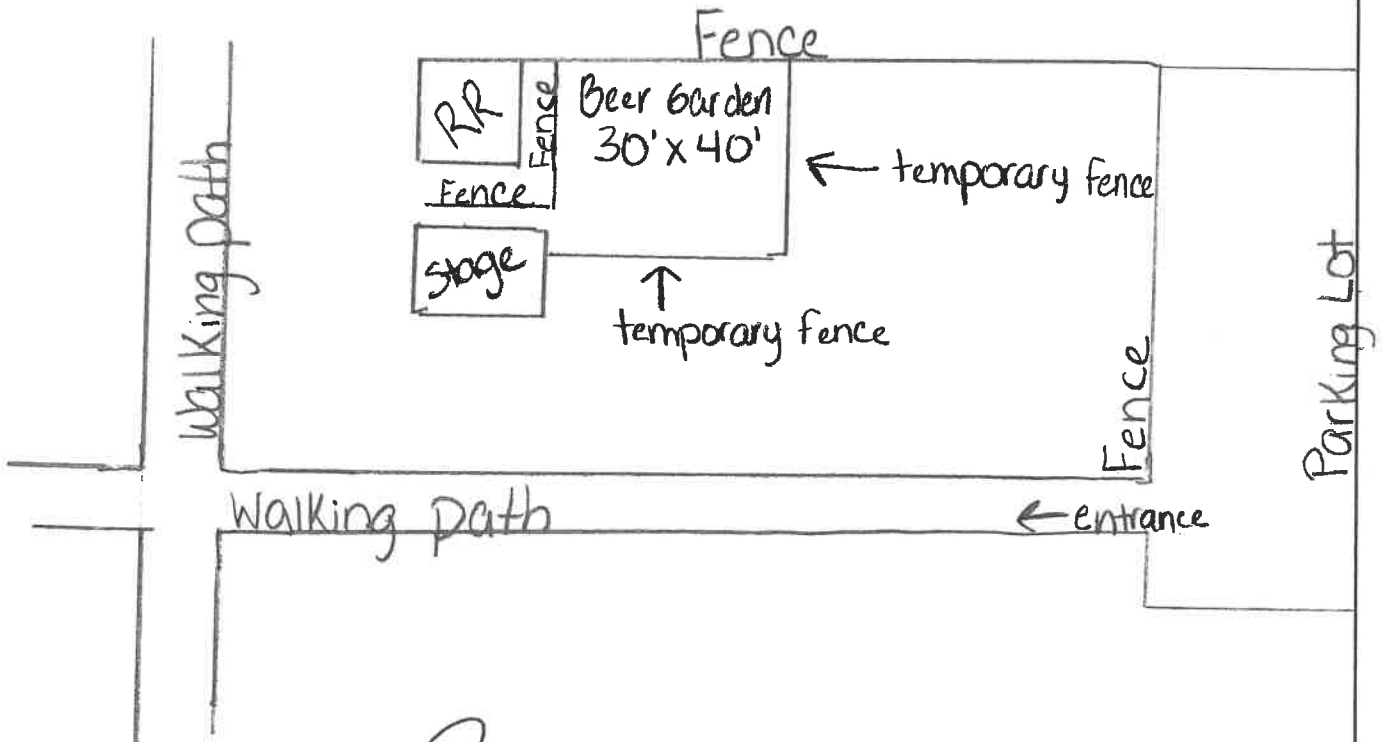 Fence
RR
Fence
Beer Garden
30' x 40'
← temporary fence
Fence
Stage
↑
temporary fence
Walking path
Fence
Parking Lot
Walking path
← entrance